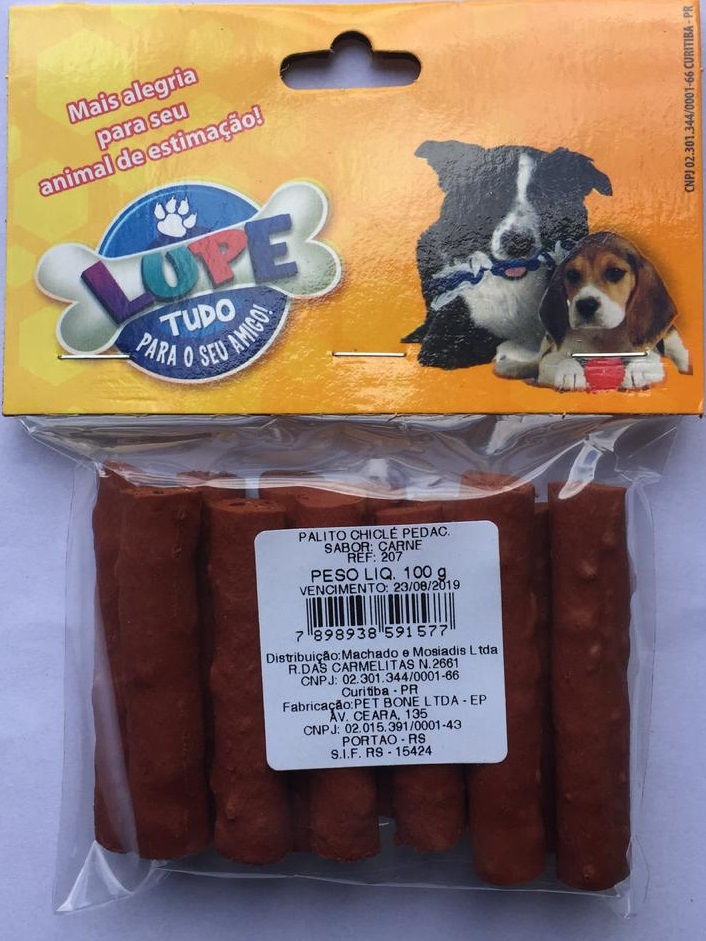 Mais alegria
para seu
animal de estimação!
LUPE
TUDO
PARA O SEU AMIGO!
CNPJ 02.301.344/0001-66 CURITIBA - PR
PALITO CHICLÉ PEDAC.
SABOR: CARNE
REF: 207
PESO LIQ. 100 g
VENCIMENTO: 23/08/2019
7 898938 591577
Distribuição:Machado e Mosiadis Ltda
R.DAS CARMELITAS N.2661
CNPJ: 02.301.344/0001-66
Curitiba - PR
Fabricação:PET BONE LTDA - EP
AV. CEARA, 135
CNPJ: 02.015.391/0001-43
PORTAO - RS
S.I.F. RS - 15424